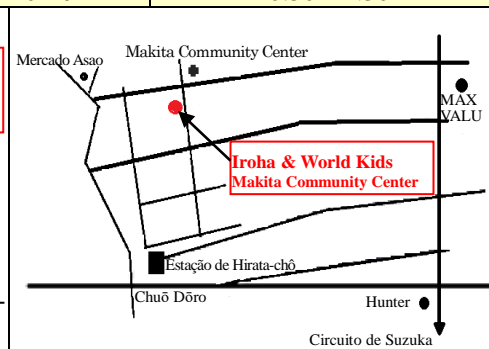 Makita Community Center
Mercado Asao
MAX
VALU
Iroha & World Kids
Makita Community Center
Estação de Hirata-chô
Chuō Dōro
Hunter
Circuito de Suzuka